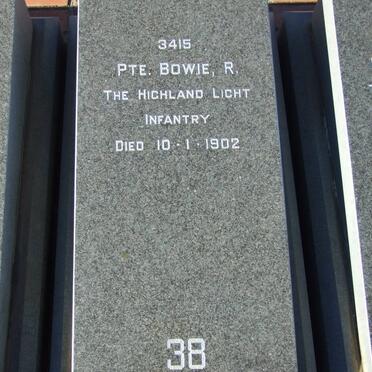 3415
PTE. BOWIE, R.
THE HIGHLAND LIGHT
INFANTRY
DIED 10·1·1902
38